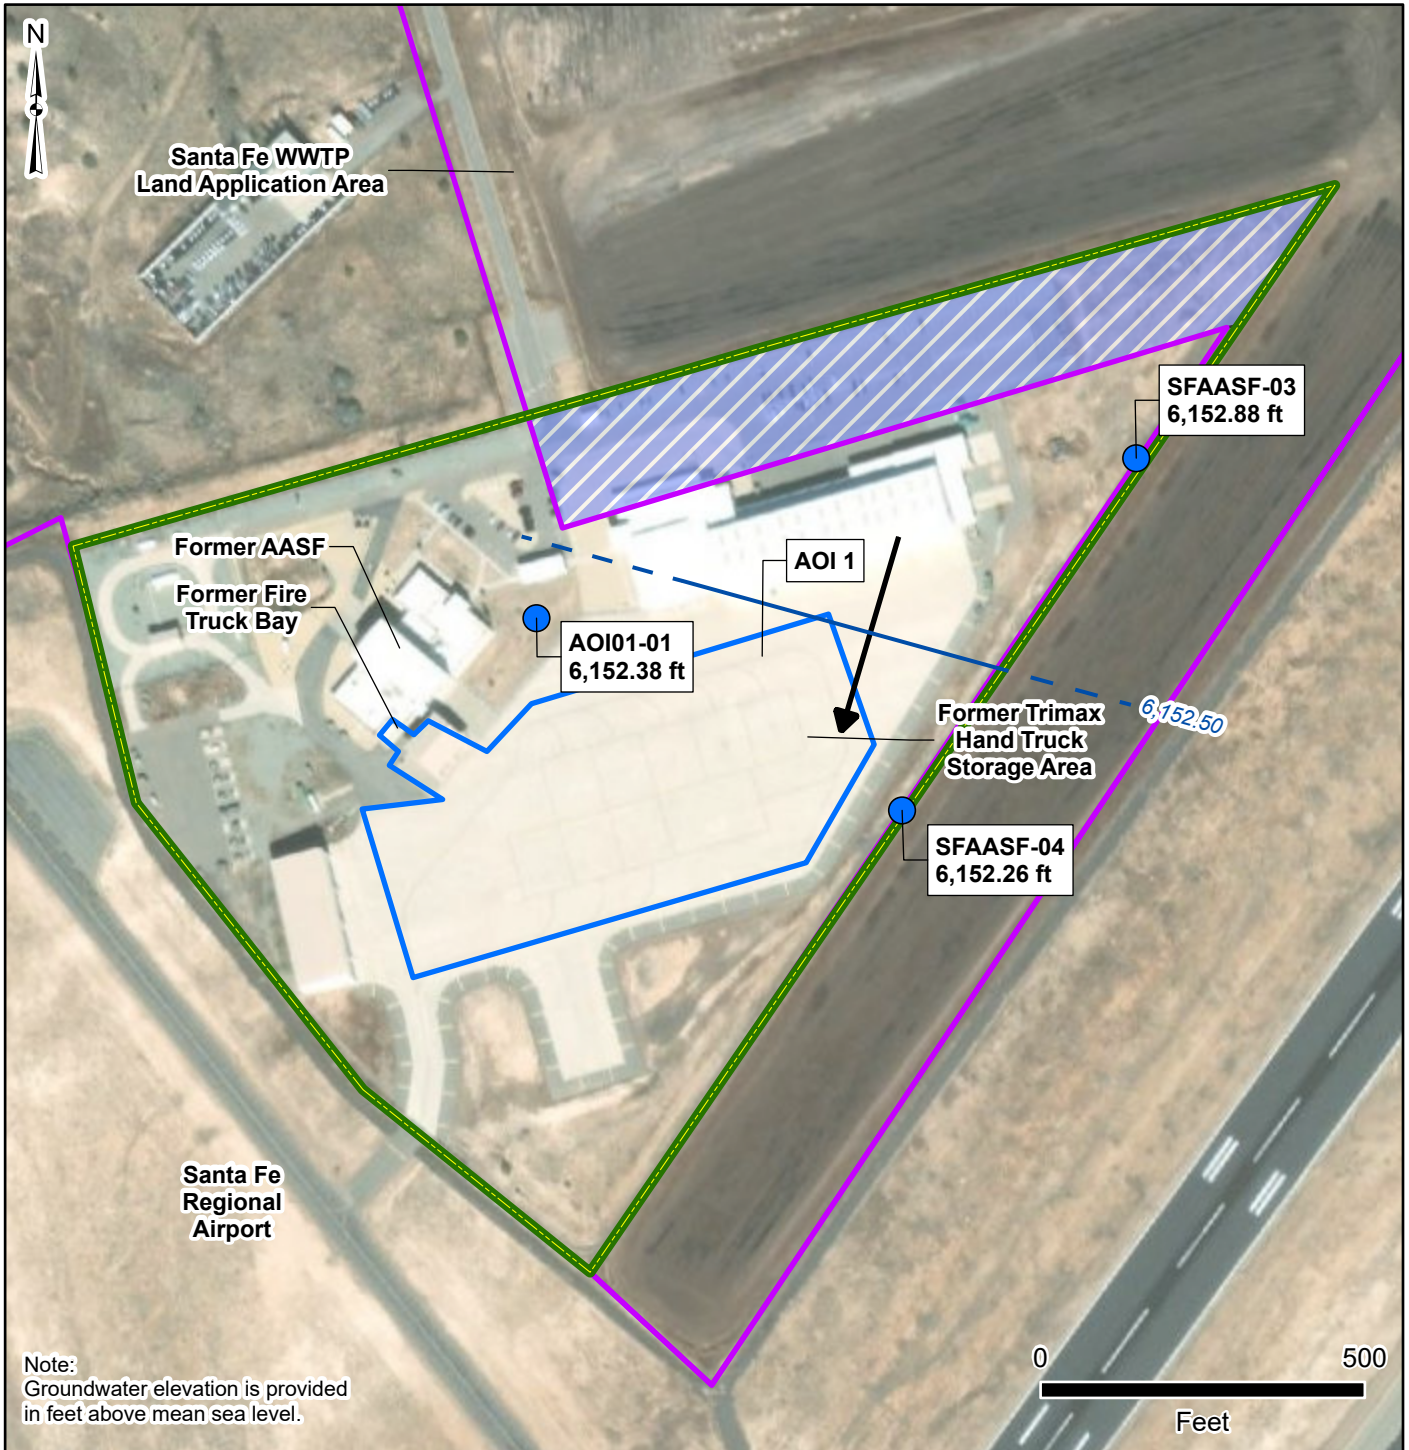 N
Santa Fe WWTP
Land Application Area
SFAASF-03
6,152.88 ft
Former AASF
AOI 1
Former Fire
Truck Bay
AOI01-01
6,152.38 ft
6,152.50
Former Trimax
Hand Truck
Storage Area
SFAASF-04
6,152.26 ft
Santa Fe
Regional
Airport
Note:
Groundwater elevation is provided
in feet above mean sea level.
0 500
Feet